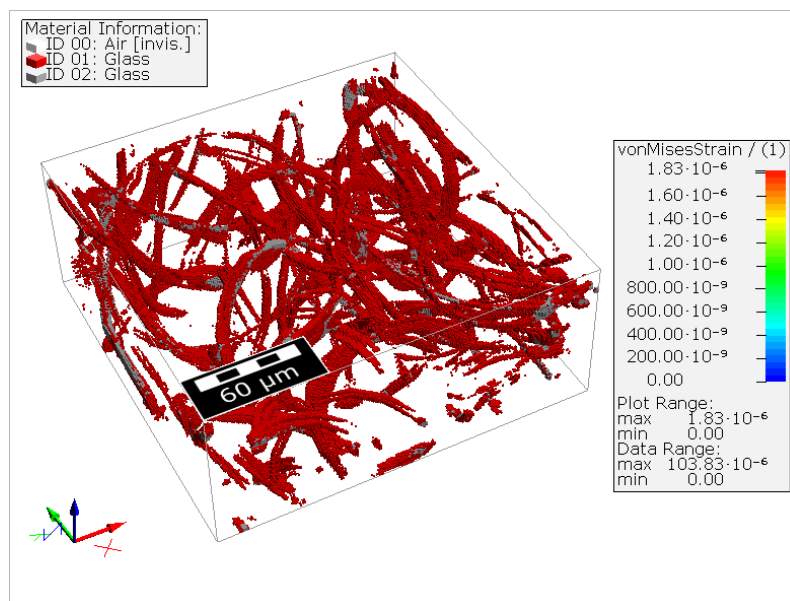 Material Information:
ID 00: Air [invis.]
ID 01: Glass
ID 02: Glass
vonMisesStrain / (1)
1.83·10⁻⁶
1.60·10⁻⁶
1.40·10⁻⁶
1.20·10⁻⁶
1.00·10⁻⁶
800.00·10⁻⁹
600.00·10⁻⁹
400.00·10⁻⁹
200.00·10⁻⁹
0.00
Plot Range:
max 1.83·10⁻⁶
min 0.00
Data Range:
max 103.83·10⁻⁶
min 0.00
60 µm
Y Z X